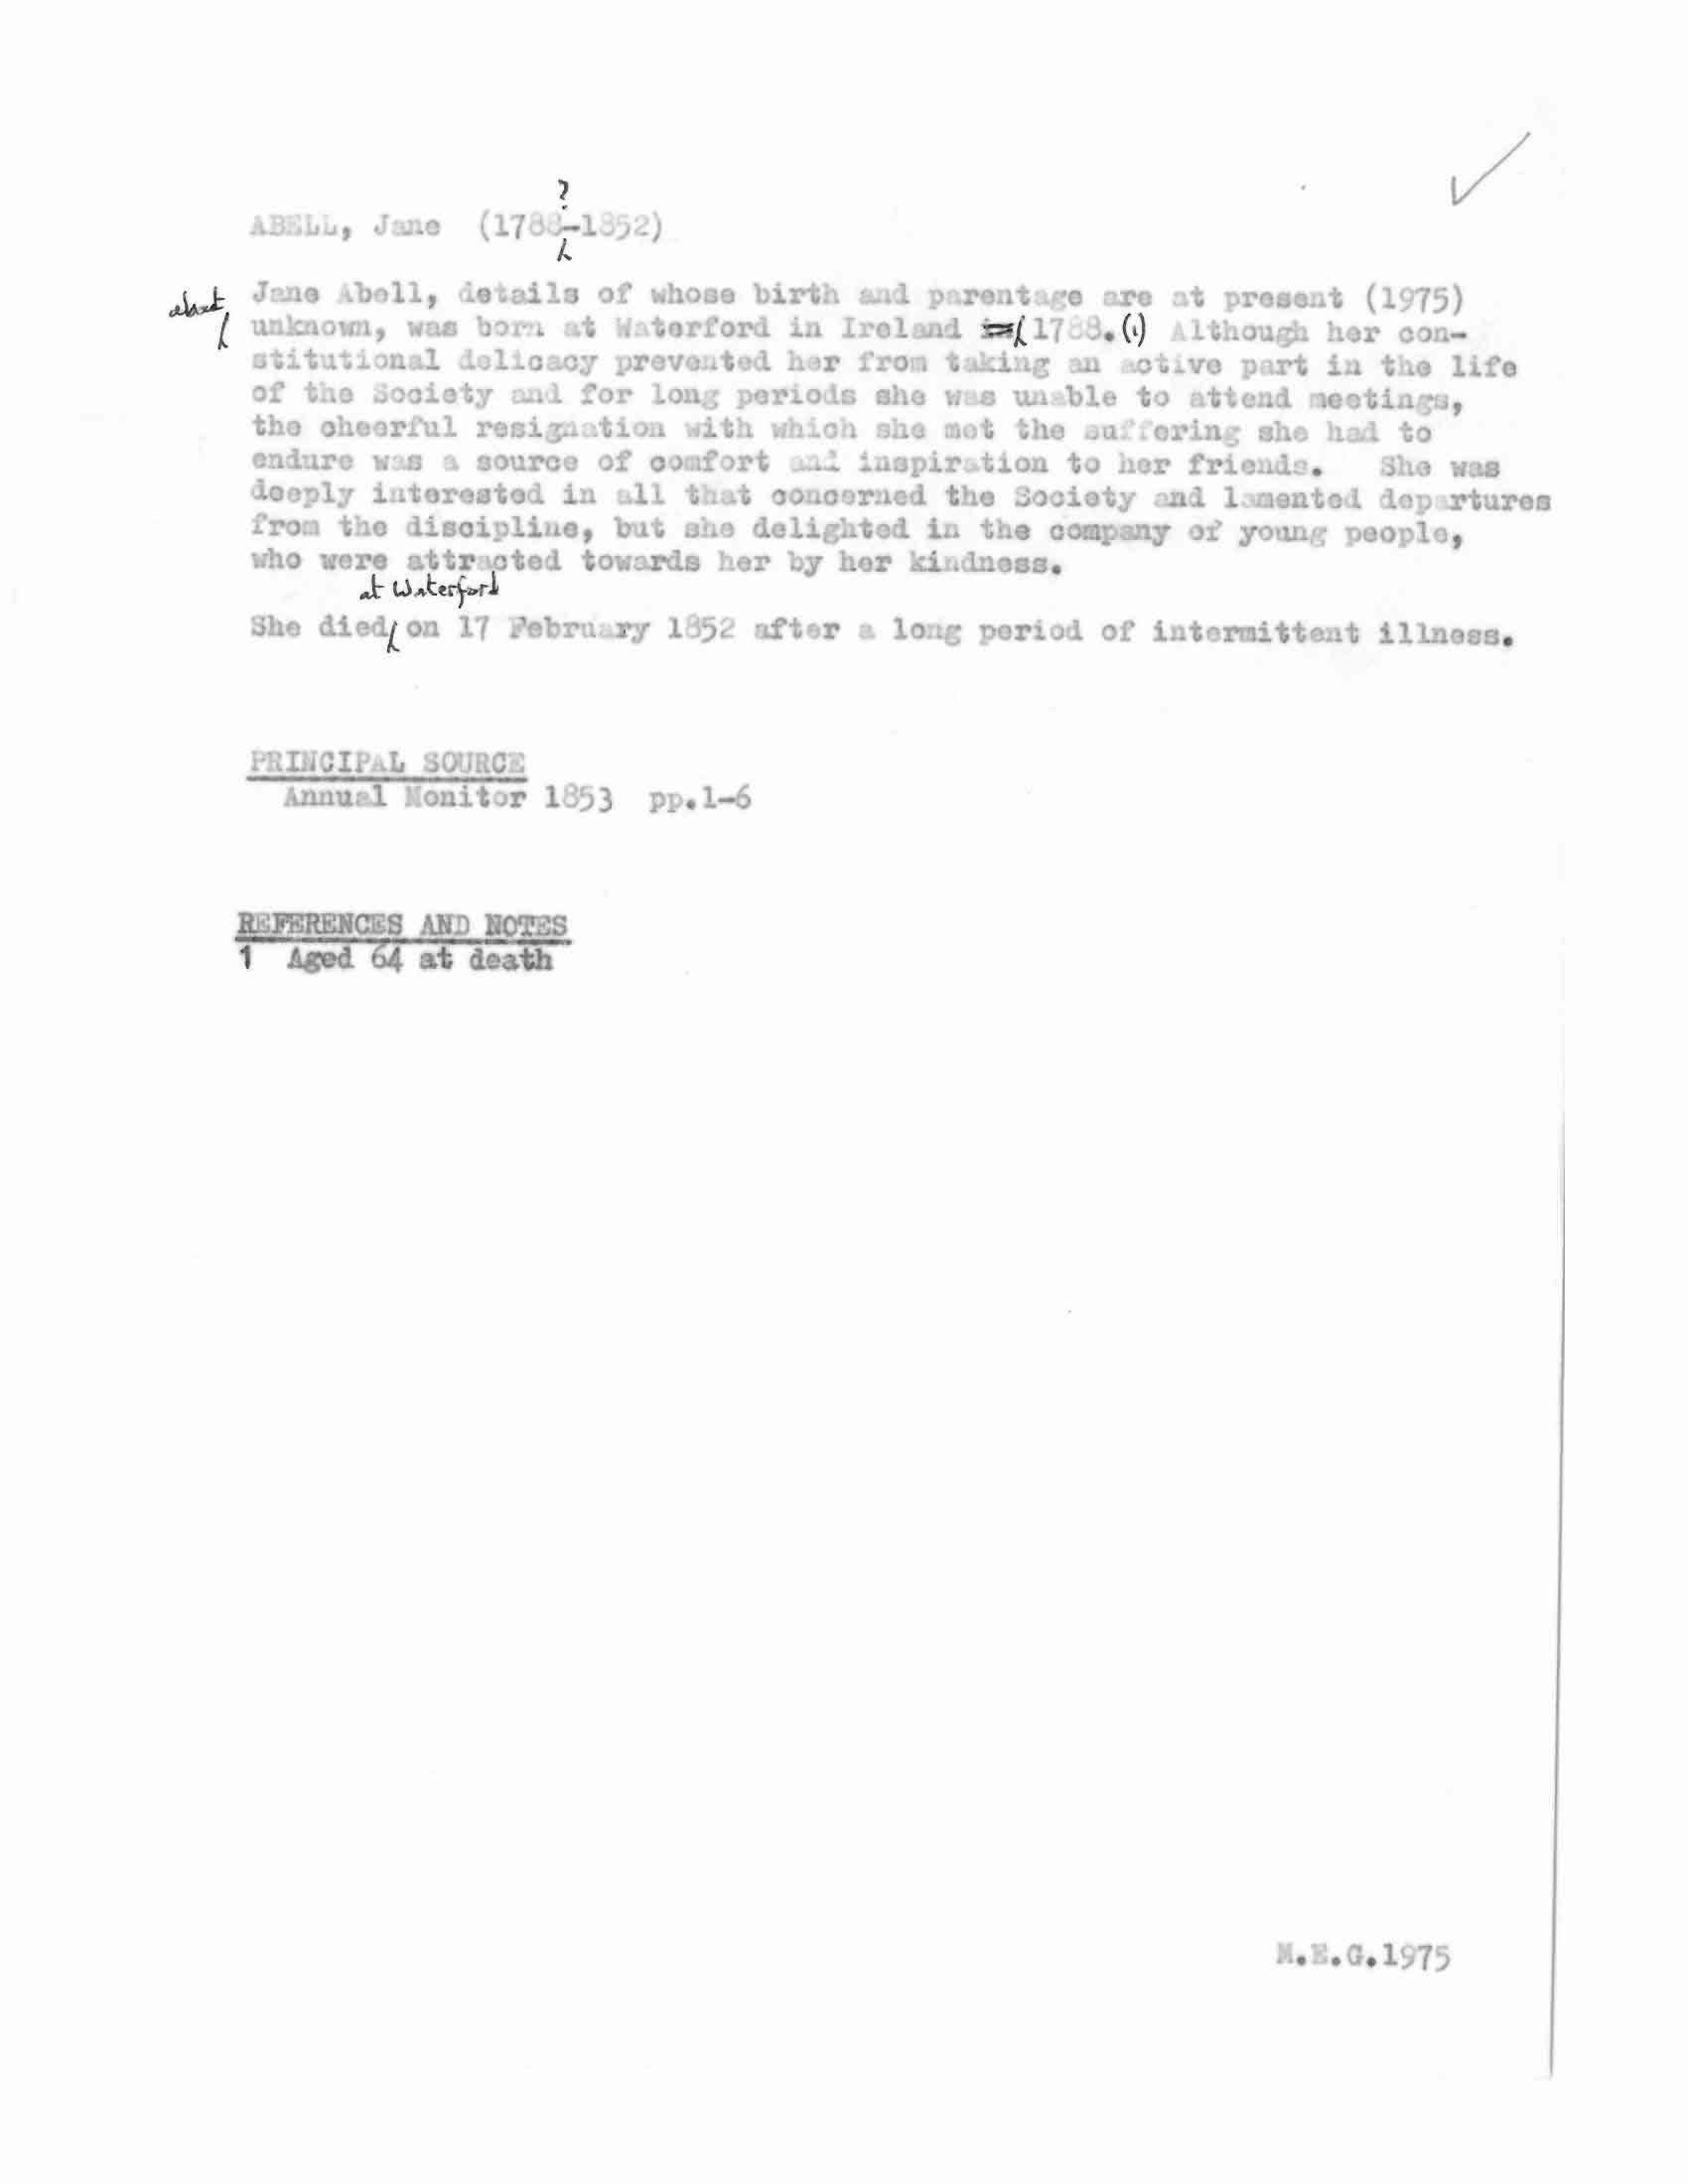 ?
ABELL, Jane (1788-1852)
about
Jane Abell, details of whose birth and parentage are at present (1975)
unknown, was born at Waterford in Ireland in 1788.(1) Although her con-
stitutional delicacy prevented her from taking an active part in the life
of the Society and for long periods she was unable to attend meetings,
the cheerful resignation with which she met the suffering she had to
endure was a source of comfort and inspiration to her friends. She was
deeply interested in all that concerned the Society and lamented departures
from the discipline, but she delighted in the company of young people,
who were attracted towards her by her kindness.
at Waterford
She died on 17 February 1852 after a long period of intermittent illness.
PRINCIPAL SOURCE
Annual Monitor 1853 pp.1-6
REFERENCES AND NOTES
1 Aged 64 at death
M.E.G.1975